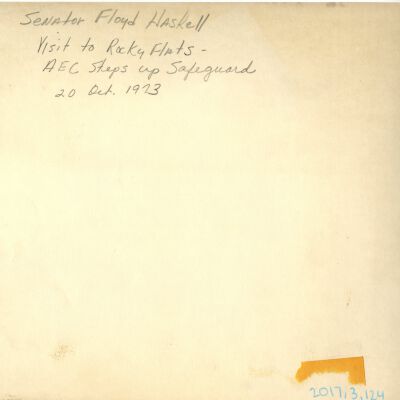 Senator Floyd Haskell
Visit to Rocky Flats -
AEC Steps up Safeguard
20 Oct. 1973
2017.3.124